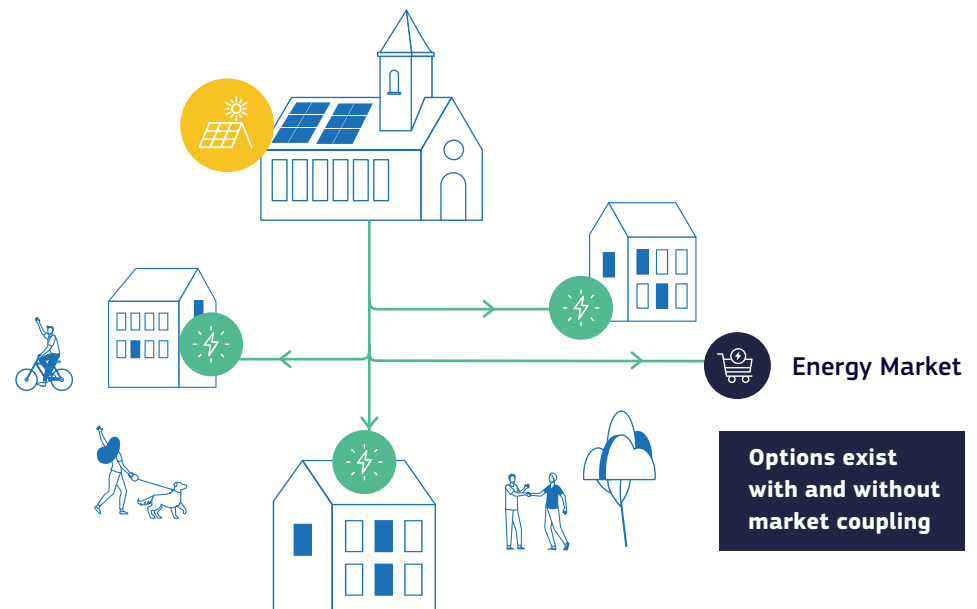 Energy Market
Options exist
with and without
market coupling